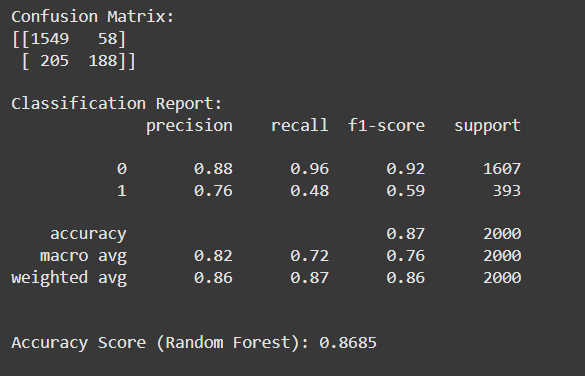 Confusion Matrix:
[[1549   58]
 [ 205  188]]
Classification Report:
              precision    recall  f1-score   support
           0       0.88      0.96      0.92      1607
           1       0.76      0.48      0.59       393
    accuracy                           0.87      2000
   macro avg       0.82      0.72      0.76      2000
weighted avg       0.86      0.87      0.86      2000
Accuracy Score (Random Forest): 0.8685